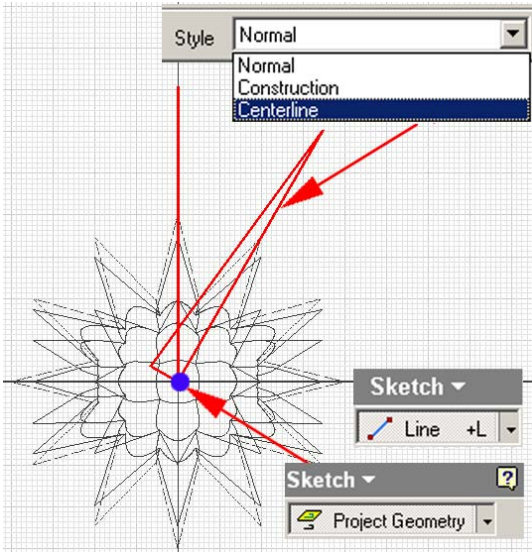 Style Normal
Normal
Construction
Centerline
Sketch
Line +L
Sketch ?
Project Geometry